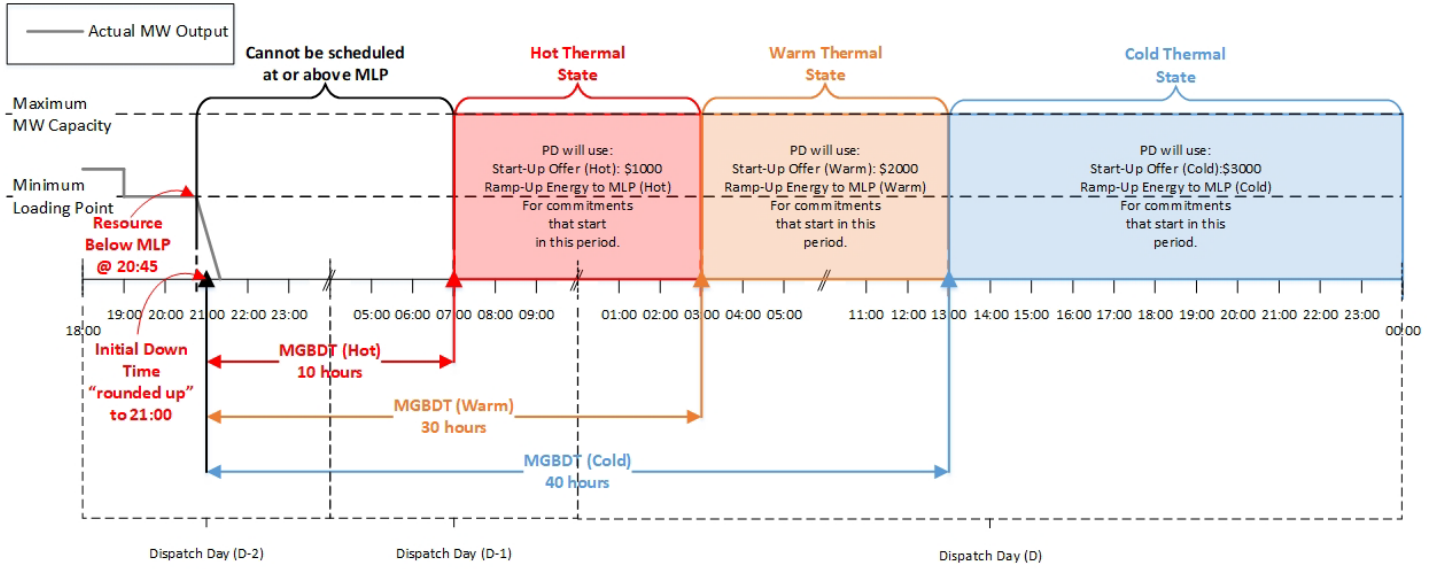 Actual MW Output
Cannot be scheduled
at or above MLP
Hot Thermal
State
Warm Thermal
State
Cold Thermal
State
Maximum
MW Capacity
Minimum
Loading Point
PD will use:
Start-Up Offer (Hot): $1000
Ramp-Up Energy to MLP (Hot)
For commitments
that start
in this period.
PD will use:
Start-Up Offer (Warm): $2000
Ramp-Up Energy to MLP (Warm)
For commitments
that start in this
period.
PD will use:
Start-Up Offer (Cold):$3000
Ramp-Up Energy to MLP (Cold)
For commitments
that start in this
period.
Resource
Below MLP
@ 20:45
18:00 19:00 20:00 21:00 22:00 23:00 05:00 06:00 07:00 08:00 09:00 01:00 02:00 03:00 04:00 05:00 11:00 12:00 13:00 14:00 15:00 16:00 17:00 18:00 19:00 20:00 21:00 22:00 23:00 00:00
Initial Down
Time
“rounded up”
to 21:00
MGBDT (Hot)
10 hours
MGBDT (Warm)
30 hours
MGBDT (Cold)
40 hours
Dispatch Day (D-2) Dispatch Day (D-1) Dispatch Day (D)